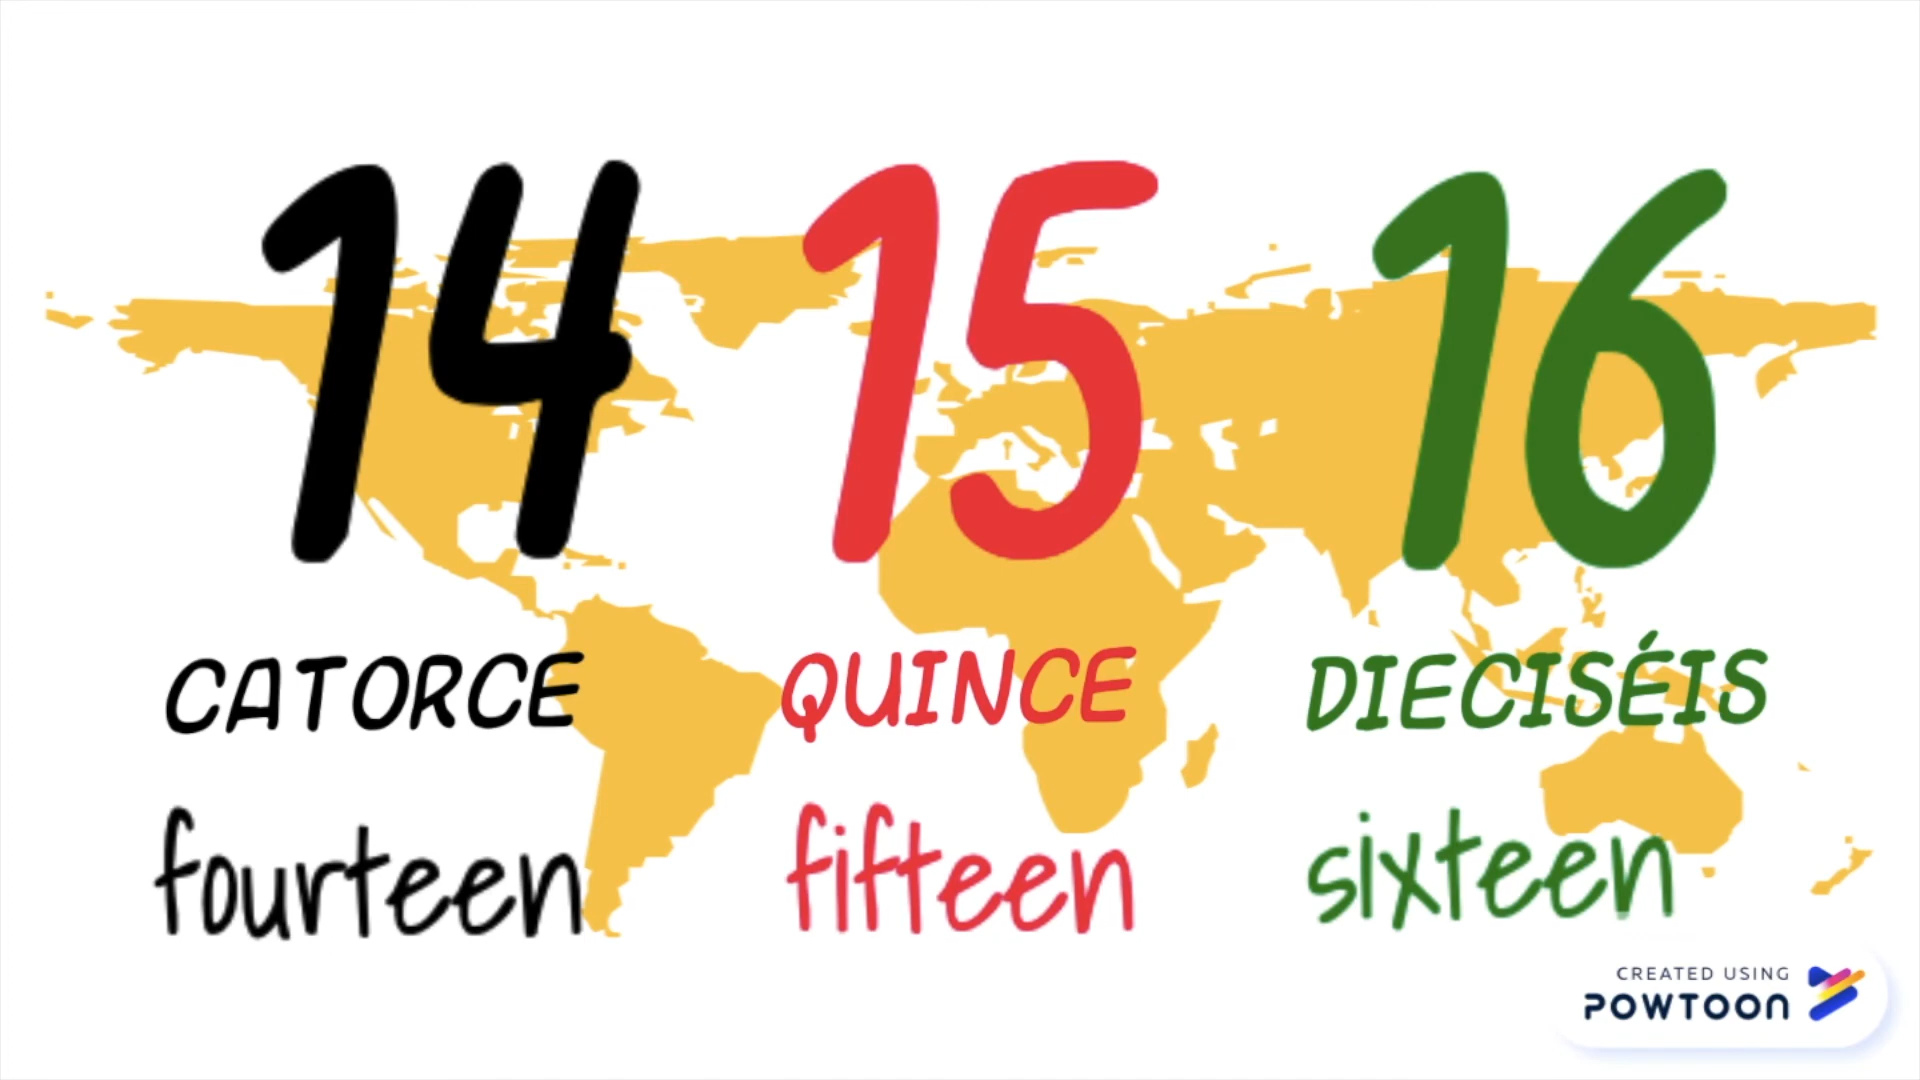 14 15 16
CATORCE QUINCE DIECISÉIS
fourteen fifteen sixteen
CREATED USING
POWTOON